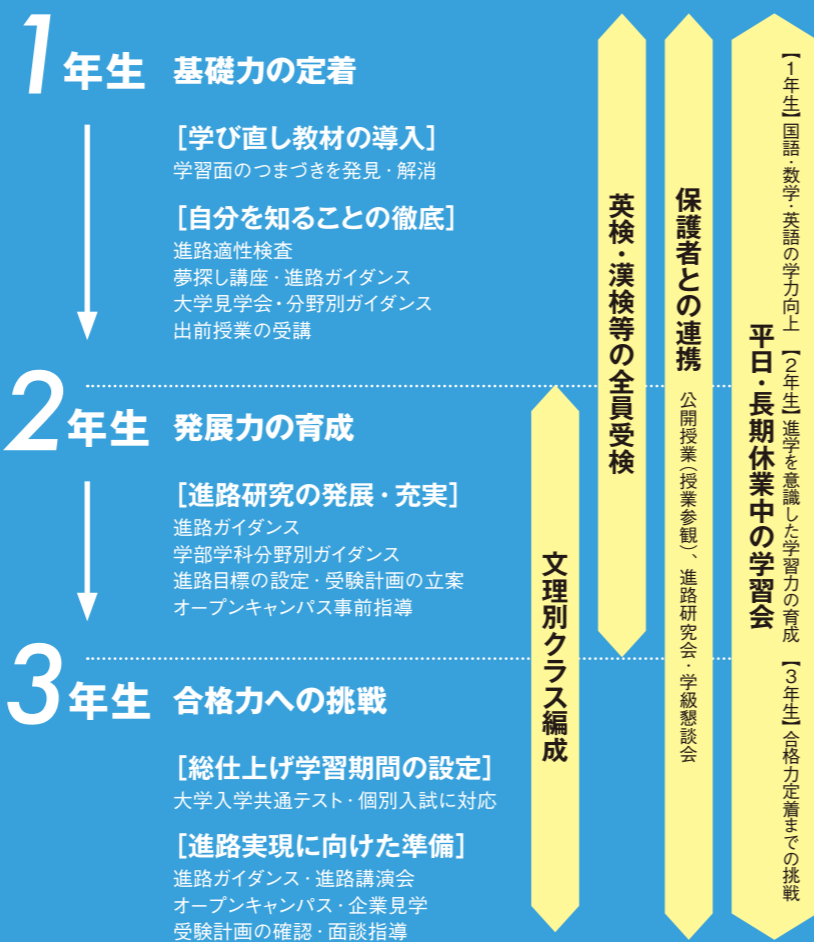 1年生 基礎力の定着
［学び直し教材の導入］
学習面のつまづきを発見・解消
［自分を知ることの徹底］
進路適性検査
夢探し講座・進路ガイダンス
大学見学会・分野別ガイダンス
出前授業の受講
2年生 発展力の育成
［進路研究の発展・充実］
進路ガイダンス
学部学科分野別ガイダンス
進路目標の設定・受験計画の立案
オープンキャンパス事前指導
3年生 合格力への挑戦
［総仕上げ学習期間の設定］
大学入学共通テスト・個別入試に対応
［進路実現に向けた準備］
進路ガイダンス・進路講演会
オープンキャンパス・企業見学
受験計画の確認・面談指導
文理別クラス編成
英検・漢検等の全員受検
保護者との連携 公開授業（授業参観）、進路研究会・学級懇談会
平日・長期休業中の学習会
【1年生】国語・数学・英語の学力向上 【2年生】進学を意識した学習力の育成 【3年生】合格力定着までの挑戦